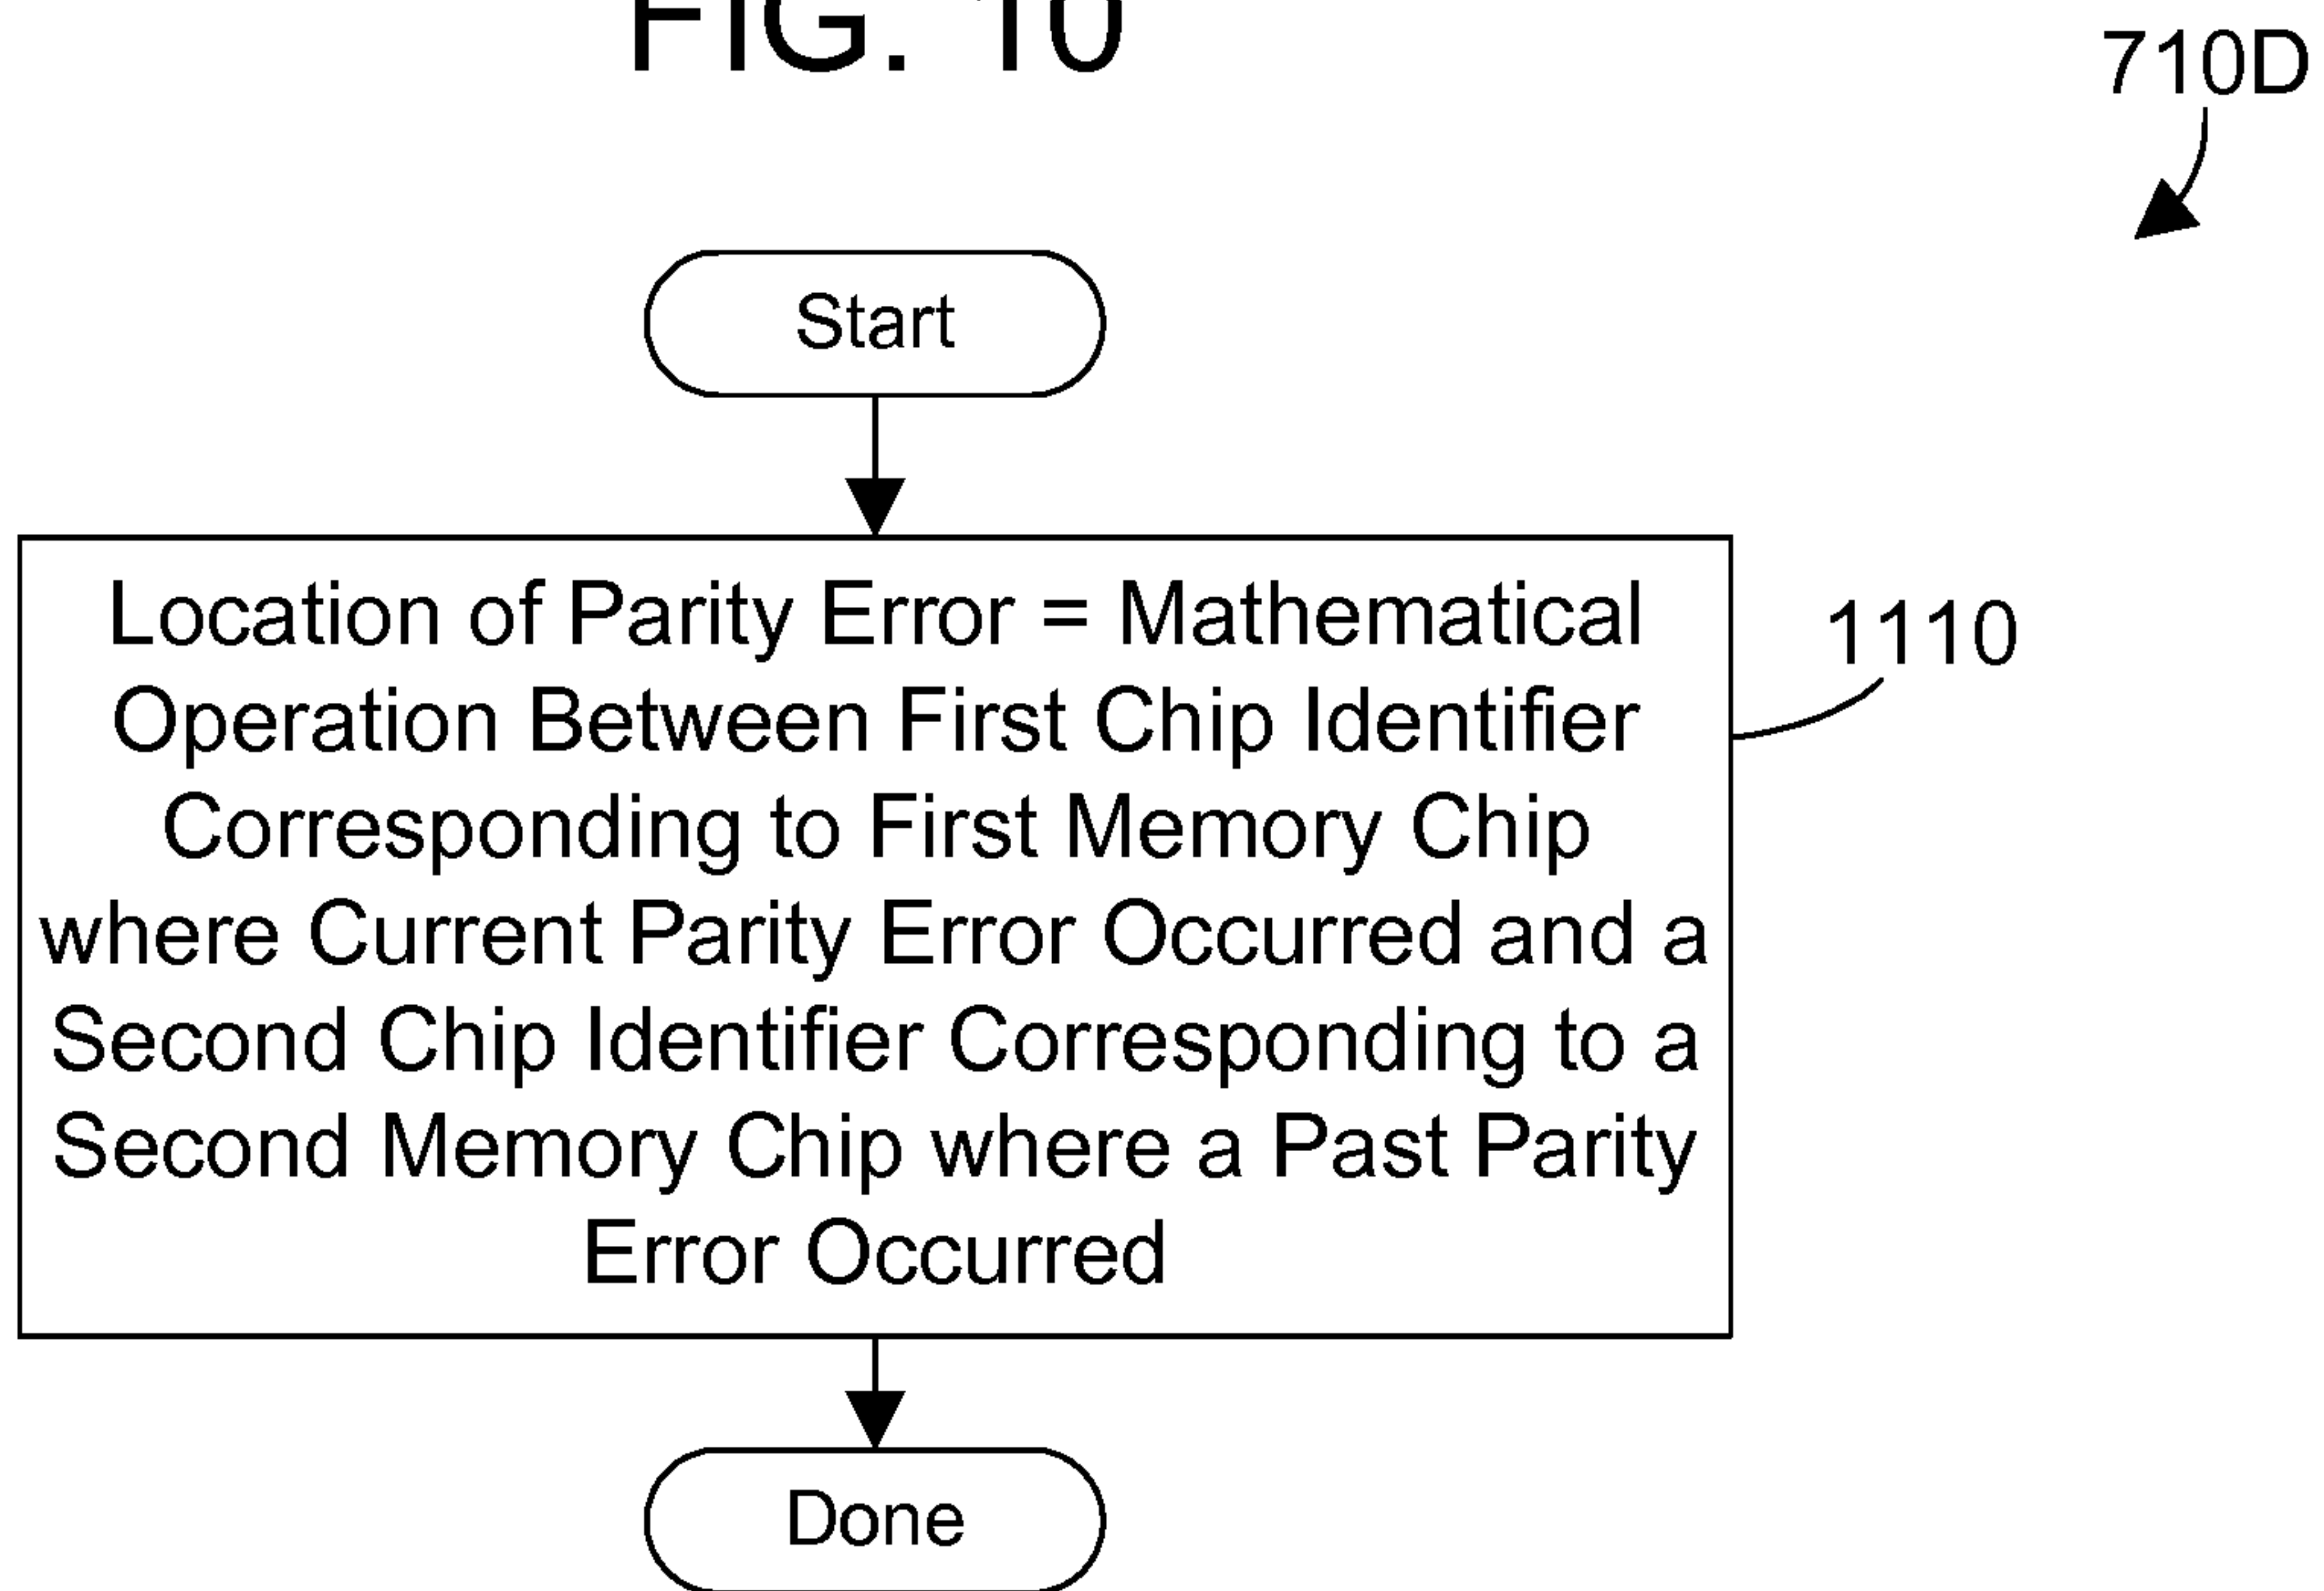 FIG. 10
710D
Start
Location of Parity Error = Mathematical
Operation Between First Chip Identifier
Corresponding to First Memory Chip
where Current Parity Error Occurred and a
Second Chip Identifier Corresponding to a
Second Memory Chip where a Past Parity
Error Occurred
1110
Done